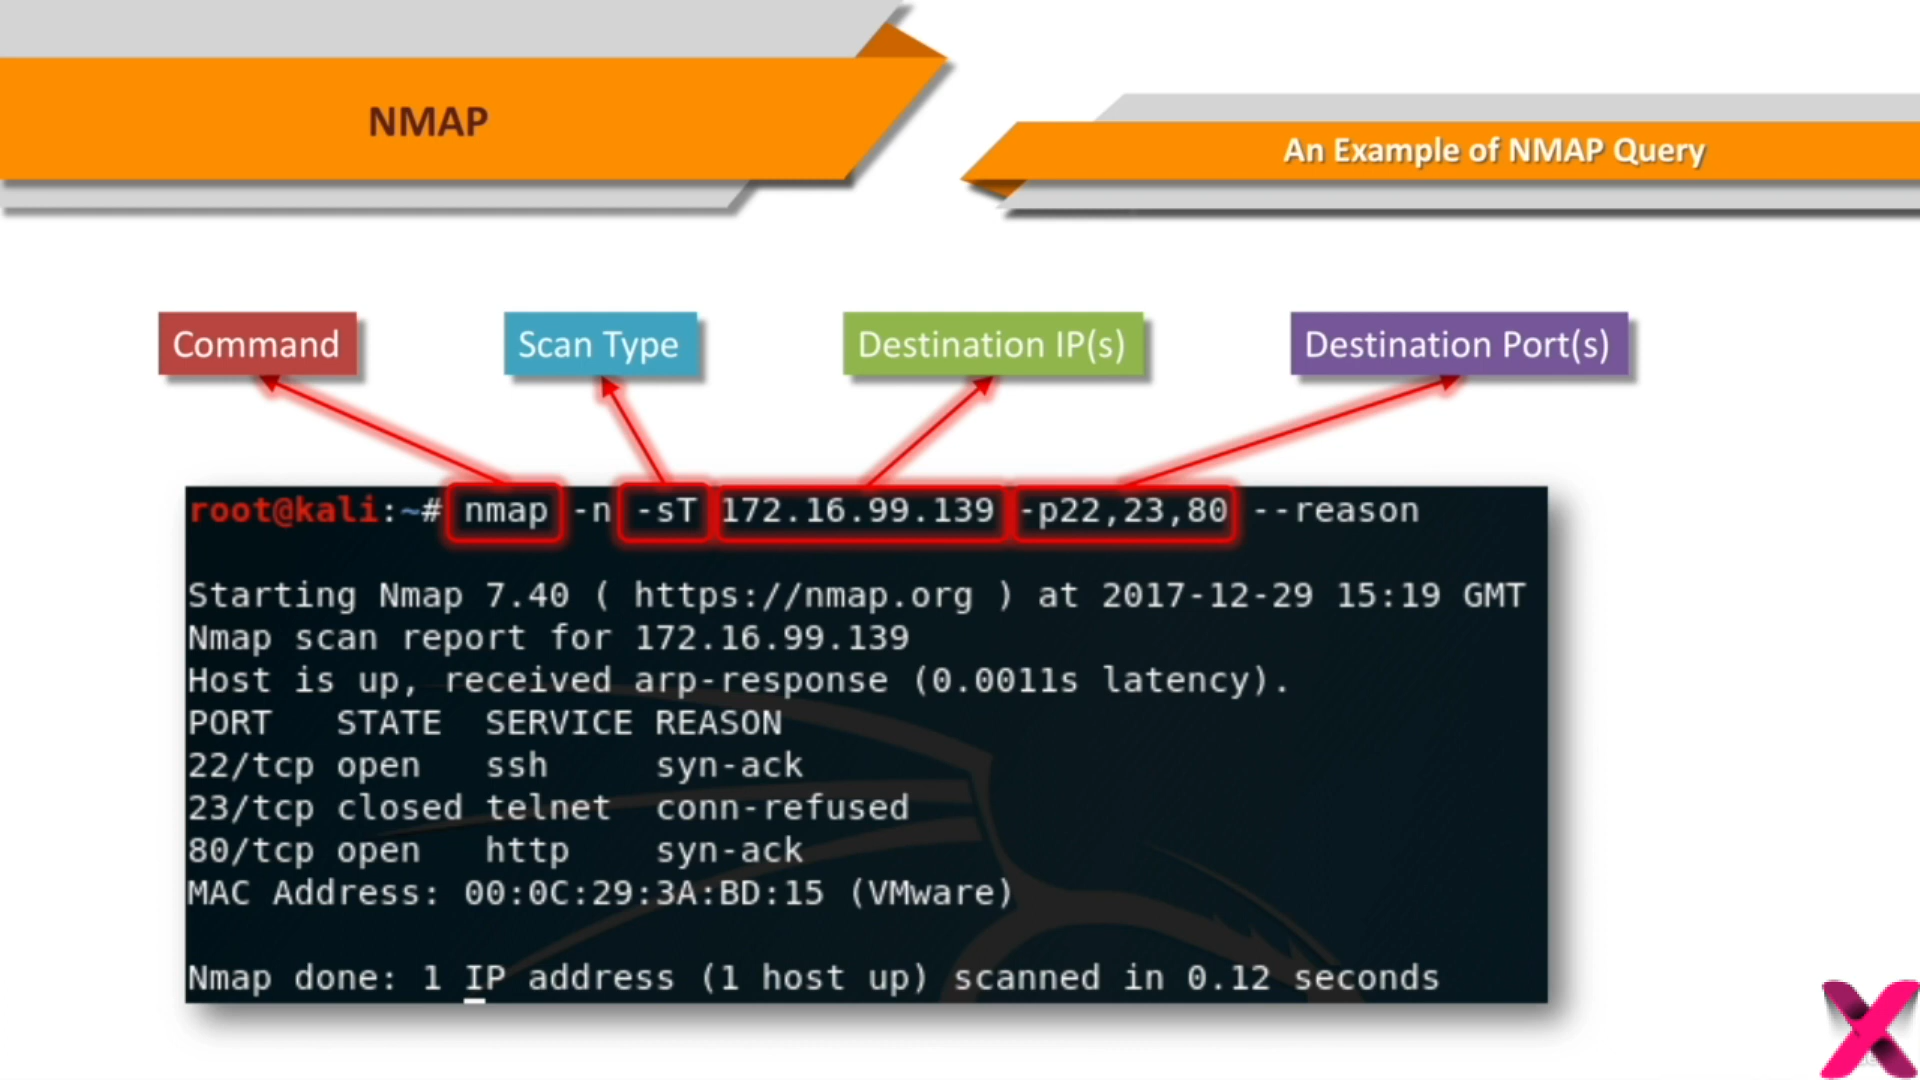 NMAP
An Example of NMAP Query
Command
Scan Type
Destination IP(s)
Destination Port(s)
root@kali:~# nmap -n -sT 172.16.99.139 -p22,23,80 --reason
Starting Nmap 7.40 ( https://nmap.org ) at 2017-12-29 15:19 GMT
Nmap scan report for 172.16.99.139
Host is up, received arp-response (0.0011s latency).
PORT   STATE  SERVICE REASON
22/tcp open   ssh     syn-ack
23/tcp closed telnet  conn-refused
80/tcp open   http    syn-ack
MAC Address: 00:0C:29:3A:BD:15 (VMware)
Nmap done: 1 IP address (1 host up) scanned in 0.12 seconds